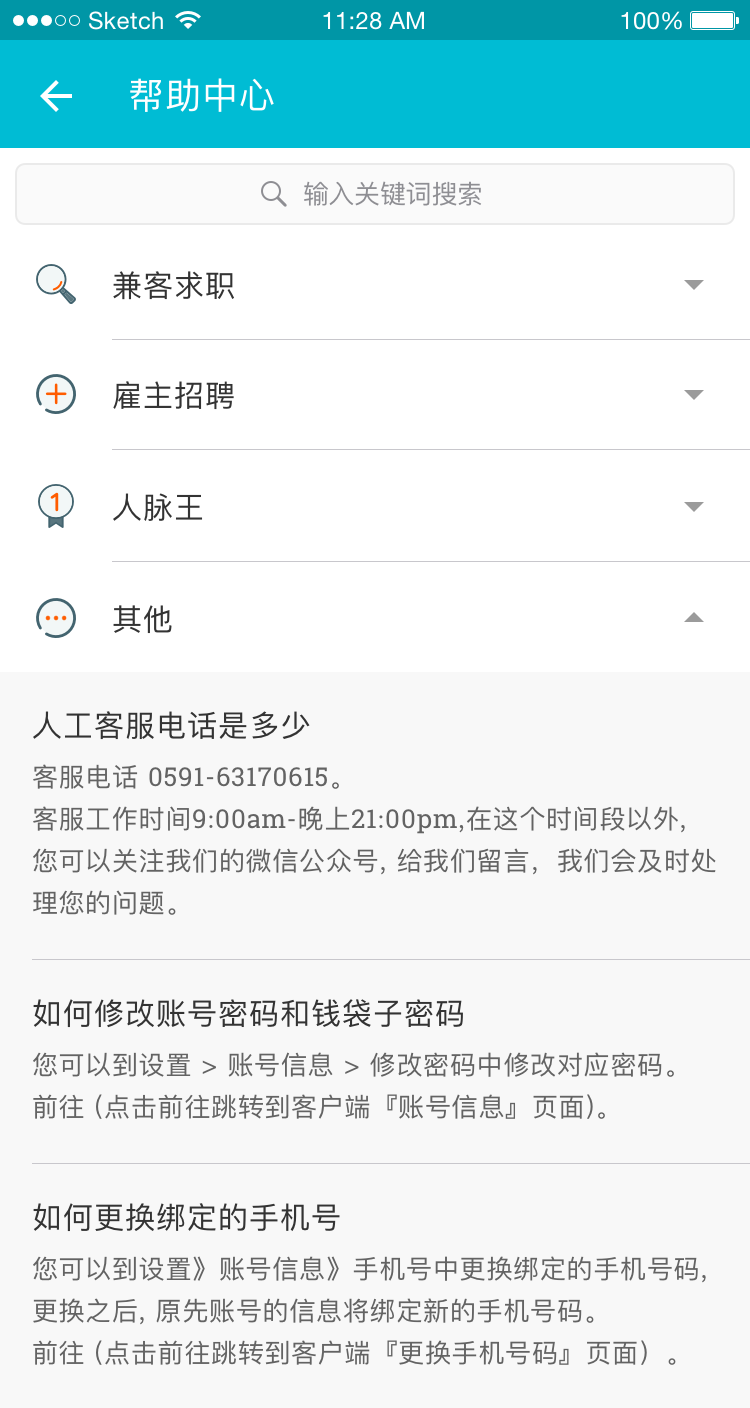 Sketch 11:28 AM 100%
帮助中心
输入关键词搜索
兼客求职
雇主招聘
1
人脉王
其他
人工客服电话是多少
客服电话 0591-63170615。
客服工作时间9:00am-晚上21:00pm,在这个时间段以外,
您可以关注我们的微信公众号, 给我们留言, 我们会及时处
理您的问题。
如何修改账号密码和钱袋子密码
您可以到设置 > 账号信息 > 修改密码中修改对应密码。
前往 (点击前往跳转到客户端『账号信息』页面)。
如何更换绑定的手机号
您可以到设置》账号信息》手机号中更换绑定的手机号码,
更换之后, 原先账号的信息将绑定新的手机号码。
前往 (点击前往跳转到客户端『更换手机号码』页面）。